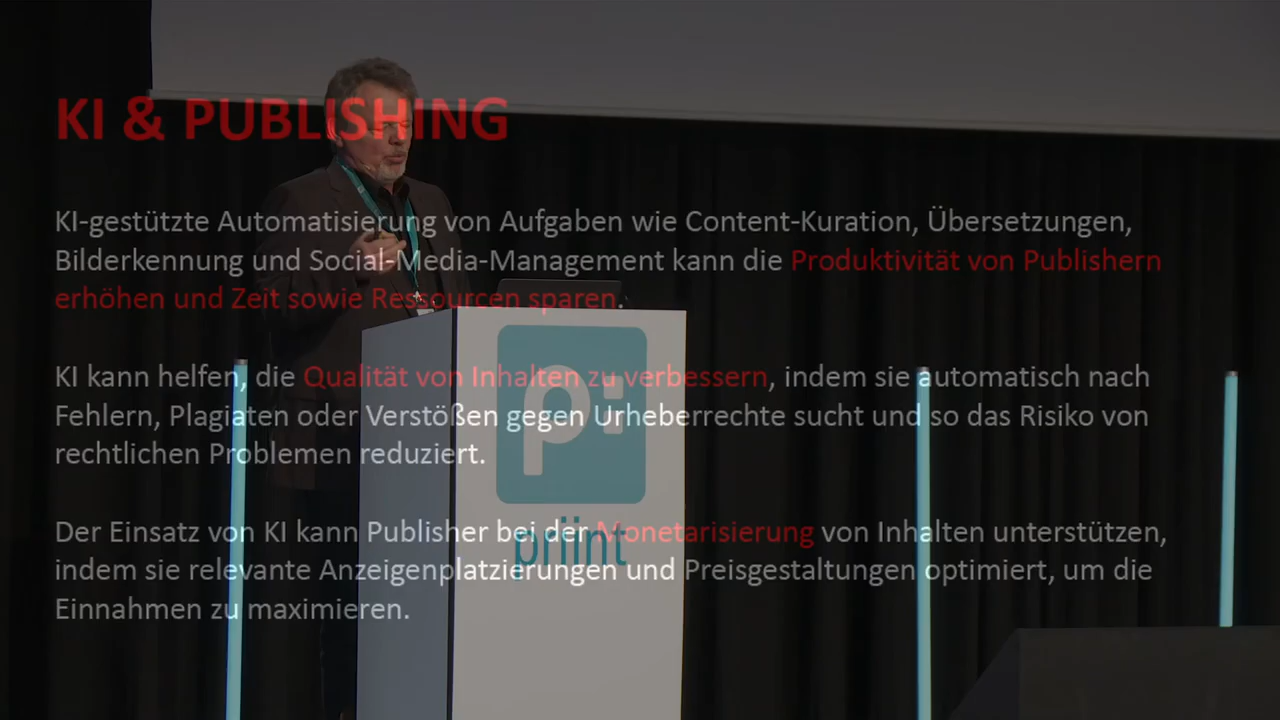 KI & PUBLISHING
KI-gestützte Automatisierung von Aufgaben wie Content-Kuration, Übersetzungen,
Bilderkennung und Social-Media-Management kann die Produktivität von Publishern
erhöhen und Zeit sowie Ressourcen sparen.
KI kann helfen, die Qualität von Inhalten zu verbessern, indem sie automatisch nach
Fehlern, Plagiaten oder Verstößen gegen Urheberrechte sucht und so das Risiko von
rechtlichen Problemen reduziert.
Der Einsatz von KI kann Publisher bei der Monetarisierung von Inhalten unterstützen,
indem sie relevante Anzeigenplatzierungen und Preisgestaltungen optimiert, um die
Einnahmen zu maximieren.
p:
priint